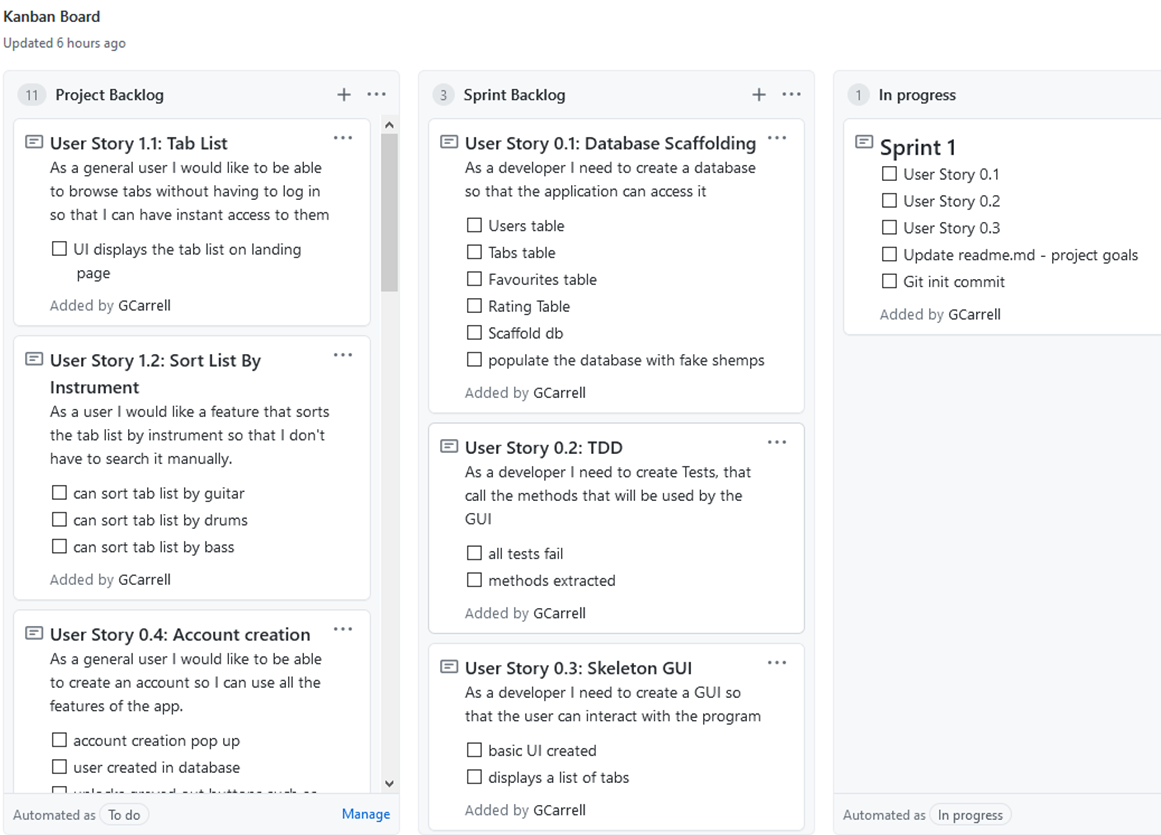 Kanban Board
Updated 6 hours ago
11 Project Backlog
User Story 1.1: Tab List
As a general user I would like to be able
to browse tabs without having to log in
so that I can have instant access to them
UI displays the tab list on landing
page
Added by GCarrell
User Story 1.2: Sort List By
Instrument
As a user I would like a feature that sorts
the tab list by instrument so that I don't
have to search it manually.
can sort tab list by guitar
can sort tab list by drums
can sort tab list by bass
Added by GCarrell
User Story 0.4: Account creation
As a general user I would like to be able
to create an account so I can use all the
features of the app.
account creation pop up
user created in database
Automated as To do
Manage
3 Sprint Backlog
User Story 0.1: Database Scaffolding
As a developer I need to create a database
so that the application can access it
Users table
Tabs table
Favourites table
Rating Table
Scaffold db
populate the database with fake shemps
Added by GCarrell
User Story 0.2: TDD
As a developer I need to create Tests, that
call the methods that will be used by the
GUI
all tests fail
methods extracted
Added by GCarrell
User Story 0.3: Skeleton GUI
As a developer I need to create a GUI so
that the user can interact with the program
basic UI created
displays a list of tabs
Added by GCarrell
1 In progress
Sprint 1
User Story 0.1
User Story 0.2
User Story 0.3
Update readme.md - project goals
Git init commit
Added by GCarrell
Automated as In progress